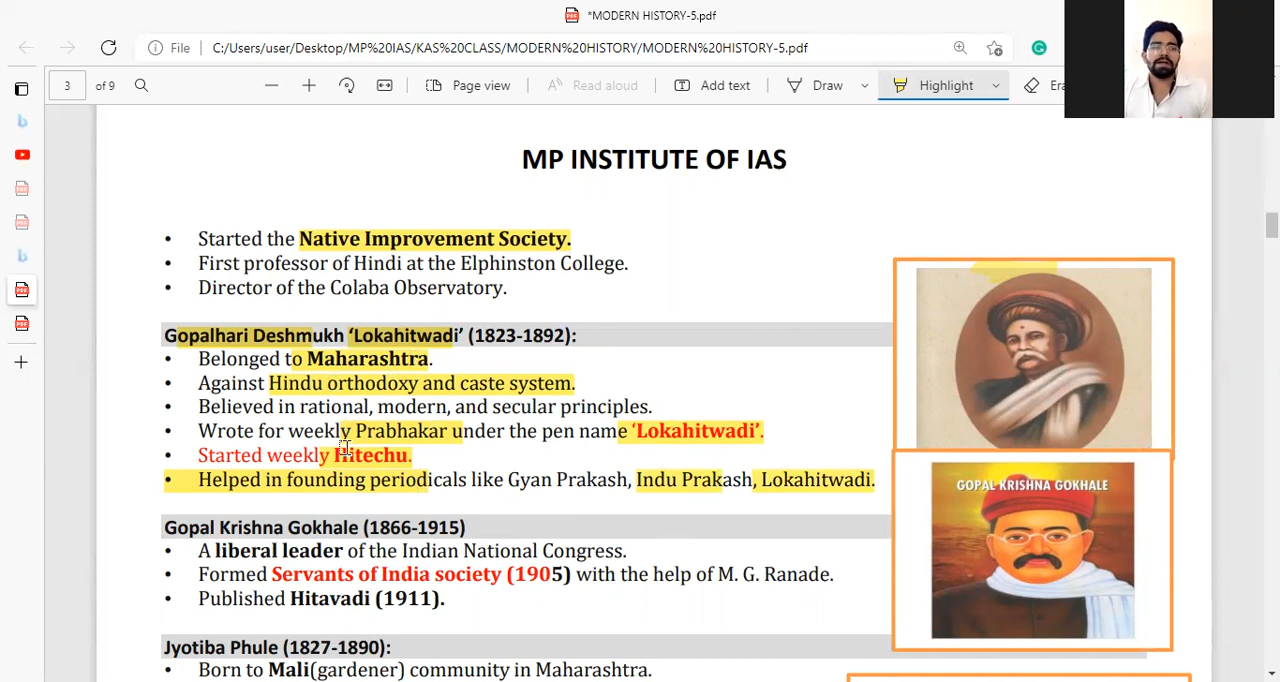 *MODERN HISTORY-5.pdf
File C:/Users/user/Desktop/MP%20IAS/KAS%20CLASS/MODERN%20HISTORY/MODERN%20HISTORY-5.pdf
3 of 9 Page view Read aloud Add text Draw Highlight Era
MP INSTITUTE OF IAS
• Started the Native Improvement Society.
• First professor of Hindi at the Elphinston College.
• Director of the Colaba Observatory.
Gopalhari Deshmukh ‘Lokahitwadi’ (1823-1892):
• Belonged to Maharashtra.
• Against Hindu orthodoxy and caste system.
• Believed in rational, modern, and secular principles.
• Wrote for weekly Prabhakar under the pen name ‘Lokahitwadi’.
• Started weekly Hitechu.
• Helped in founding periodicals like Gyan Prakash, Indu Prakash, Lokahitwadi.
GOPAL KRISHNA GOKHALE
Gopal Krishna Gokhale (1866-1915)
• A liberal leader of the Indian National Congress.
• Formed Servants of India society (1905) with the help of M. G. Ranade.
• Published Hitavadi (1911).
Jyotiba Phule (1827-1890):
• Born to Mali(gardener) community in Maharashtra.